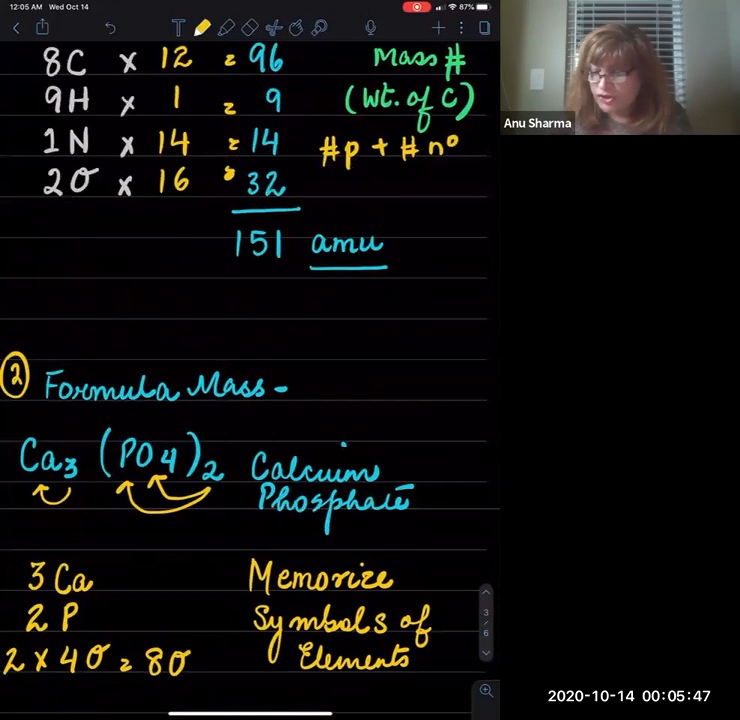 12:05 AM Wed Oct 14
87%
8C x 12 = 96
9H x 1 = 9
1N x 14 = 14
2O x 16 = 32
151 amu
Mass #
(Wt. of C)
#p + #n°
Anu Sharma
2 Formula Mass -
Ca3 (PO4)2 Calcuim
Phosphate
3 Ca
2 P
2 x 4O = 8O
Memorize
Symbols of
Elements
3/6
2020-10-14 00:05:47